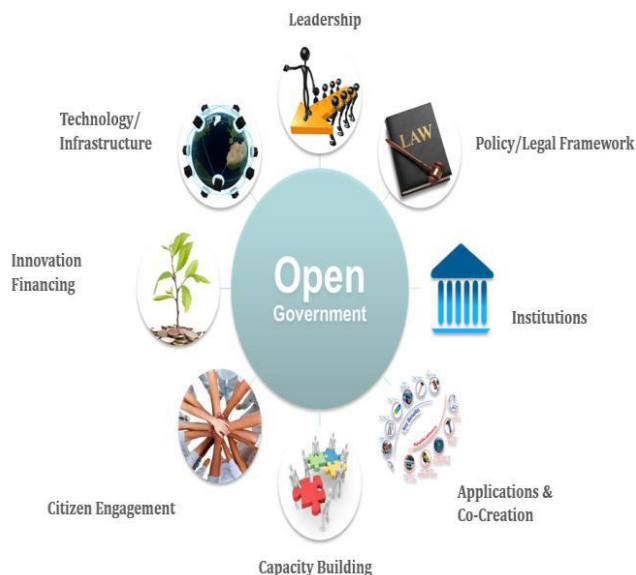 Leadership
Technology/
Infrastructure
LAW
Policy/Legal Framework
Innovation
Financing
Open
Government
Institutions
Citizen Engagement
Applications &
Co-Creation
Capacity Building